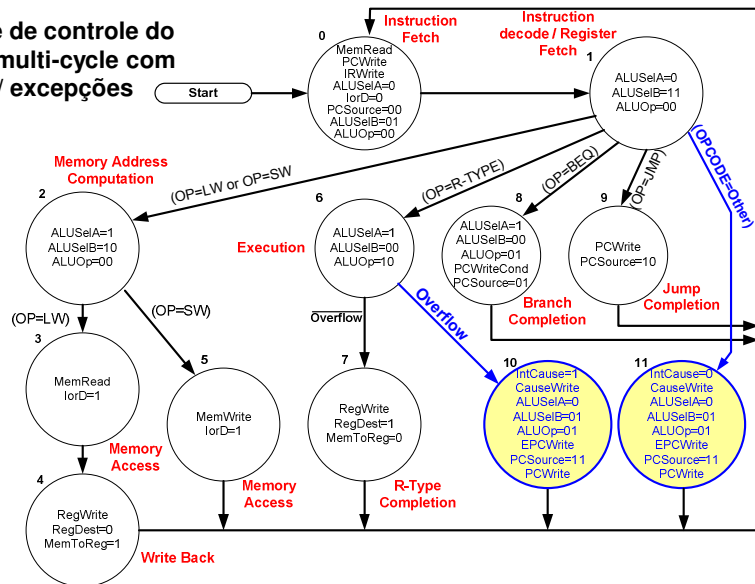 e de controle do
multi-cycle com
/ excepções
Start
0
Instruction
Fetch
MemRead
PCWrite
IRWrite
ALUSelA=0
IorD=0
PCSource=00
ALUSelB=01
ALUOp=00
Instruction
decode / Register
Fetch
1
ALUSelA=0
ALUSelB=11
ALUOp=00
(OP=LW or OP=SW
(OP=R-TYPE)
(OP=BEQ)
(OP=JMP)
(OPCODE=Other)
Memory Address
Computation
2
ALUSelA=1
ALUSelB=10
ALUOp=00
6
Execution
ALUSelA=1
ALUSelB=00
ALUOp=10
8
ALUSelA=1
ALUSelB=00
ALUOp=01
PCWriteCond
PCSource=01
Branch
Completion
9
PCWrite
PCSource=10
Jump
Completion
(OP=LW)
(OP=SW)
Overflow
Overflow
3
MemRead
IorD=1
Memory
Access
5
MemWrite
IorD=1
Memory
Access
7
RegWrite
RegDest=1
MemToReg=0
R-Type
Completion
10
IntCause=1
CauseWrite
ALUSelA=0
ALUSelB=01
ALUOp=01
EPCWrite
PCSource=11
PCWrite
11
IntCause=0
CauseWrite
ALUSelA=0
ALUSelB=01
ALUOp=01
EPCWrite
PCSource=11
PCWrite
4
RegWrite
RegDest=0
MemToReg=1
Write Back